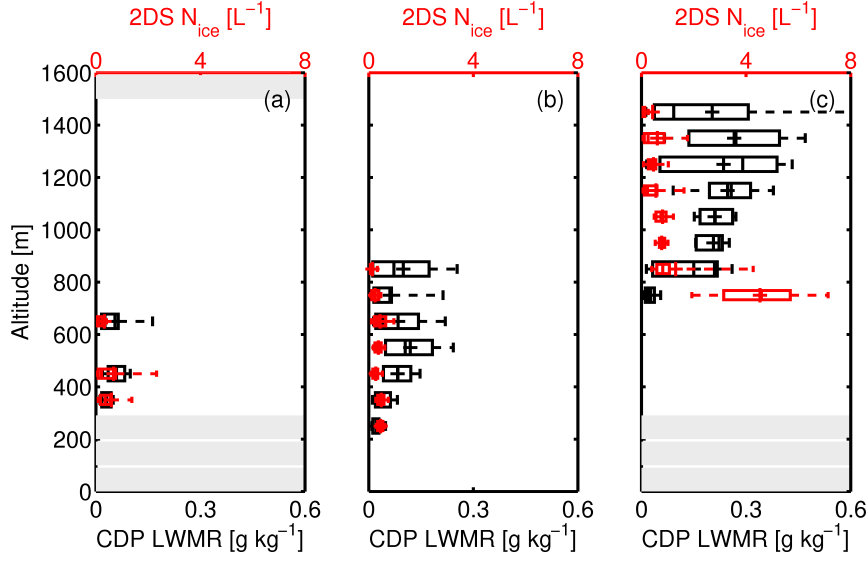 2DS N_ice [L⁻¹] 2DS N_ice [L⁻¹] 2DS N_ice [L⁻¹]
0 4 8 0 4 8 0 4 8
(a) (b) (c)
1600
1400
1200
1000
800
600
400
200
0
Altitude [m]
0 0.3 0.6 0 0.3 0.6 0 0.3 0.6
CDP LWMR [g kg⁻¹] CDP LWMR [g kg⁻¹] CDP LWMR [g kg⁻¹]